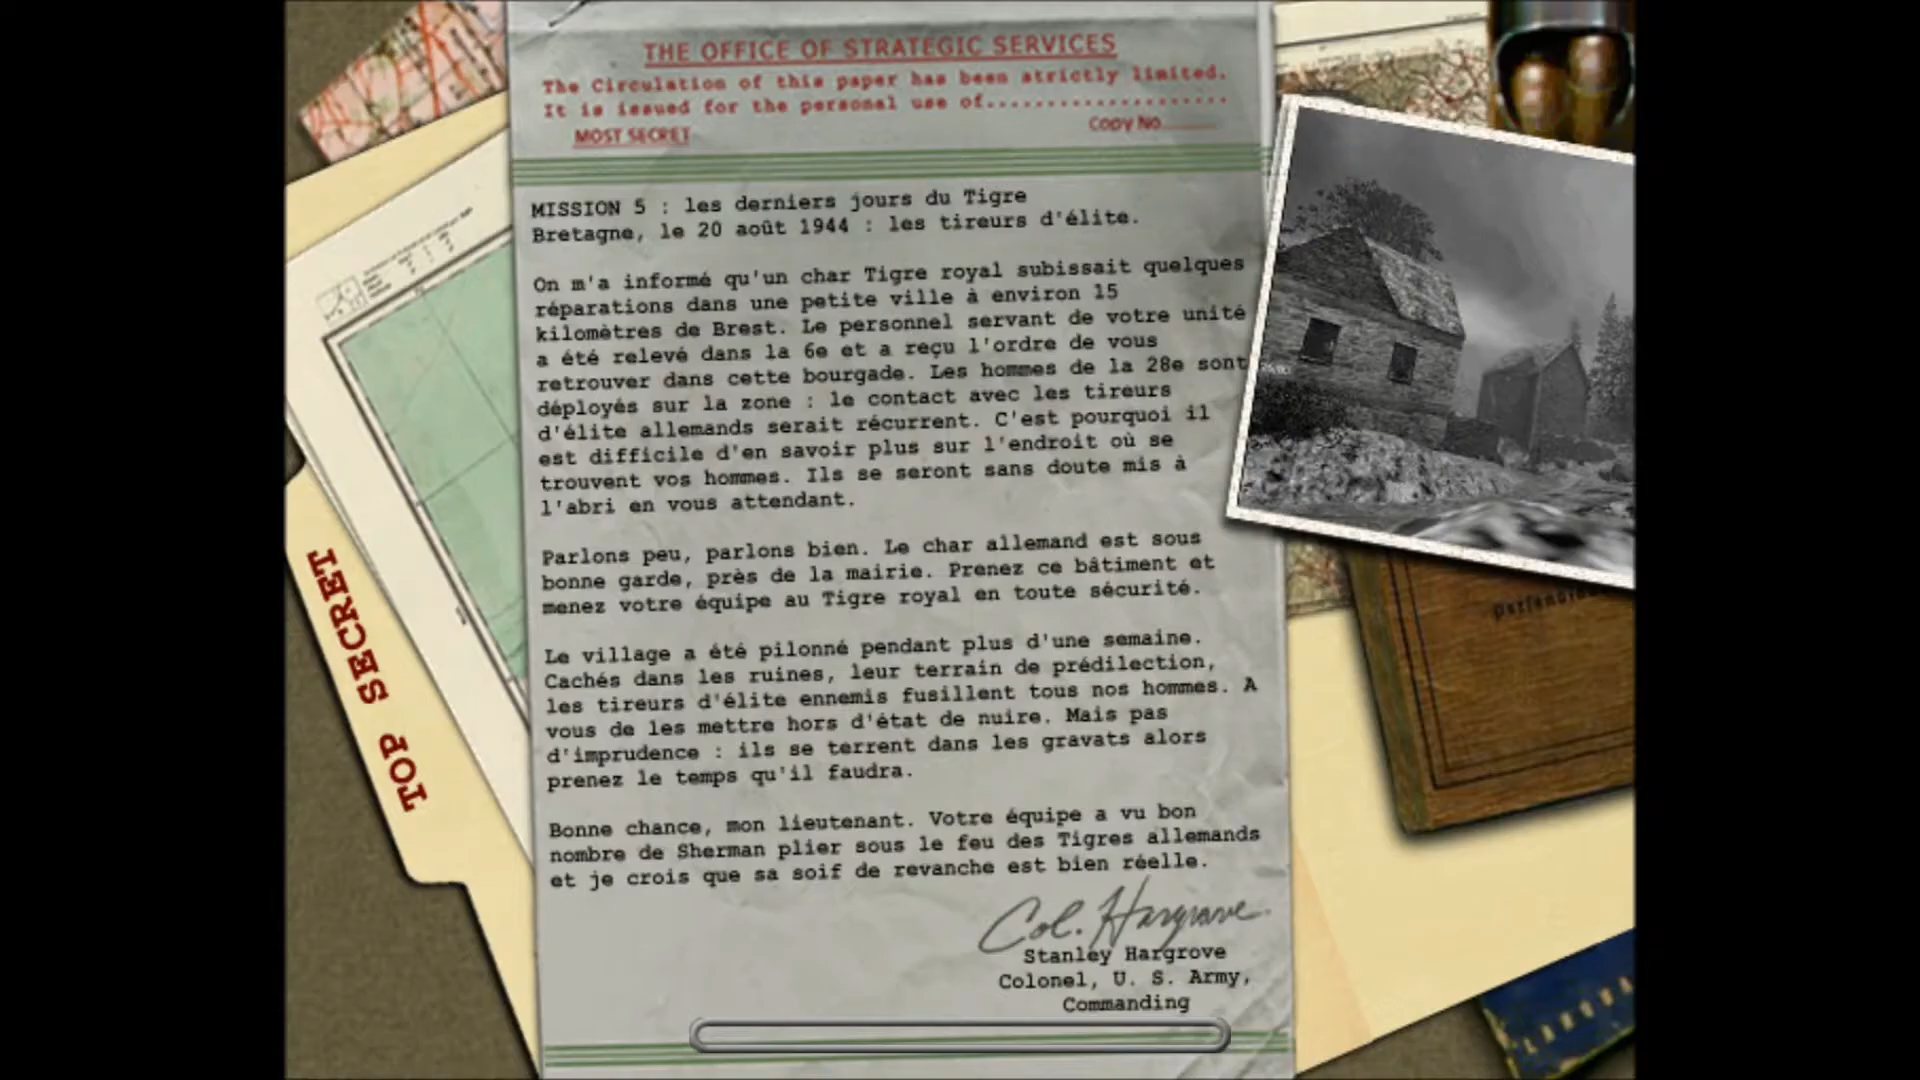 THE OFFICE OF STRATEGIC SERVICES
The Circulation of this paper has been strictly limited.
It is issued for the personal use of....................
MOST SECRET
Copy No.........
MISSION 5 : les derniers jours du Tigre
Bretagne, le 20 août 1944 : les tireurs d'élite.
On m'a informé qu'un char Tigre royal subissait quelques
réparations dans une petite ville à environ 15
kilomètres de Brest. Le personnel servant de votre unité
a été relevé dans la 6e et a reçu l'ordre de vous
retrouver dans cette bourgade. Les hommes de la 28e sont
déployés sur la zone : le contact avec les tireurs
d'élite allemands serait récurrent. C'est pourquoi il
est difficile d'en savoir plus sur l'endroit où se
trouvent vos hommes. Ils se seront sans doute mis à
l'abri en vous attendant.
Parlons peu, parlons bien. Le char allemand est sous
bonne garde, près de la mairie. Prenez ce bâtiment et
menez votre équipe au Tigre royal en toute sécurité.
Le village a été pilonné pendant plus d'une semaine.
Cachés dans les ruines, leur terrain de prédilection,
les tireurs d'élite ennemis fusillent tous nos hommes. A
vous de les mettre hors d'état de nuire. Mais pas
d'imprudence : ils se terrent dans les gravats alors
prenez le temps qu'il faudra.
Bonne chance, mon lieutenant. Votre équipe a vu bon
nombre de Sherman plier sous le feu des Tigres allemands
et je crois que sa soif de revanche est bien réelle.
Col. Hargrove
Stanley Hargrove
Colonel, U. S. Army,
Commanding
TOP SECRET